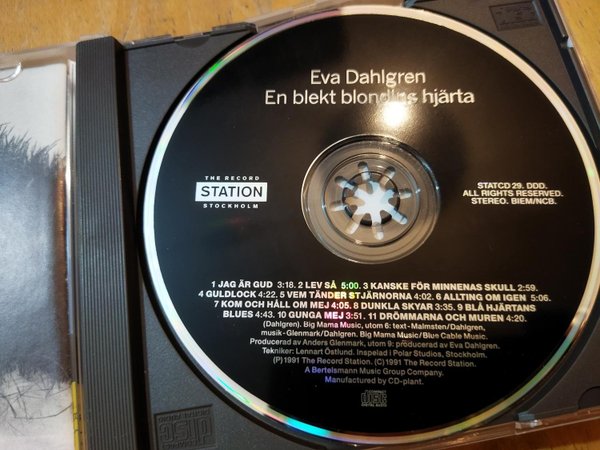 Eva Dahlgren
En blekt blondins hjärta
THE RECORD
STATION
STOCKHOLM
STATCD 29. DDD.
ALL RIGHTS RESERVED.
STEREO. BIEM/NCB.
1 JAG ÄR GUD 3:18. 2 LEV SÅ 5:00. 3 KANSKE FÖR MINNENAS SKULL 2:59.
4 GULDLOCK 4:22. 5 VEM TÄNDER STJÄRNORNA 4:02. 6 ALLTING OM IGEN 5:06.
7 KOM OCH HÅLL OM MEJ 4:05. 8 DUNKLA SKYAR 3:35. 9 BLÅ HJÄRTANS
BLUES 4:43. 10 GUNGA MEJ 3:51. 11 DRÖMMARNA OCH MUREN 4:20.
(Dahlgren). Big Mama Music, utom 6: text-Malmsten/Dahlgren,
musik-Glenmark/Dahlgren. Big Mama Music/Blue Cable Music.
Producerad av Anders Glenmark, utom 9: producerad av Eva Dahlgren.
Tekniker: Lennart Östlund. Inspelad i Polar Studios, Stockholm.
(P)1991 The Record Station. (C)1991 The Record Station.
A Bertelsmann Music Group Company.
Manufactured by CD-plant.
COMPACT
disc
DIGITAL AUDIO
disc